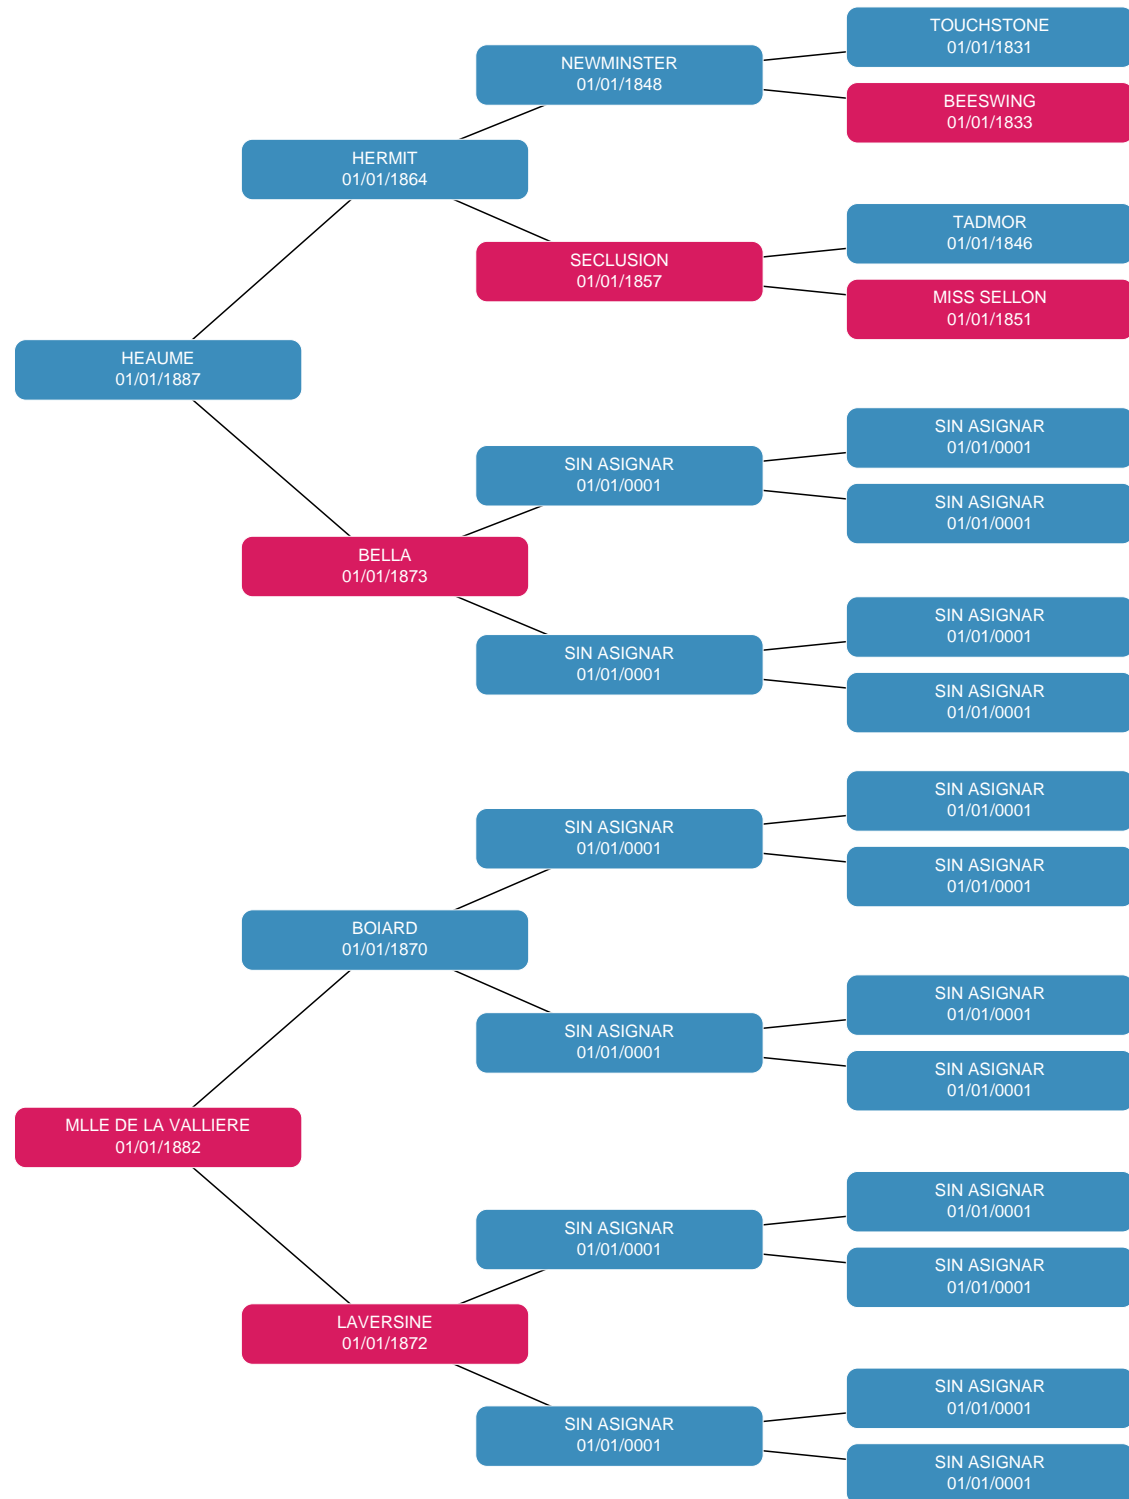 TOUCHSTONE
01/01/1831
NEWMINSTER
01/01/1848
BEESWING
01/01/1833
HERMIT
01/01/1864
TADMOR
01/01/1846
SECLUSION
01/01/1857
MISS SELLON
01/01/1851
HEAUME
01/01/1887
SIN ASIGNAR
01/01/0001
SIN ASIGNAR
01/01/0001
SIN ASIGNAR
01/01/0001
BELLA
01/01/1873
SIN ASIGNAR
01/01/0001
SIN ASIGNAR
01/01/0001
SIN ASIGNAR
01/01/0001
SIN ASIGNAR
01/01/0001
SIN ASIGNAR
01/01/0001
SIN ASIGNAR
01/01/0001
BOIARD
01/01/1870
SIN ASIGNAR
01/01/0001
SIN ASIGNAR
01/01/0001
SIN ASIGNAR
01/01/0001
MLLE DE LA VALLIERE
01/01/1882
SIN ASIGNAR
01/01/0001
SIN ASIGNAR
01/01/0001
SIN ASIGNAR
01/01/0001
LAVERSINE
01/01/1872
SIN ASIGNAR
01/01/0001
SIN ASIGNAR
01/01/0001
SIN ASIGNAR
01/01/0001